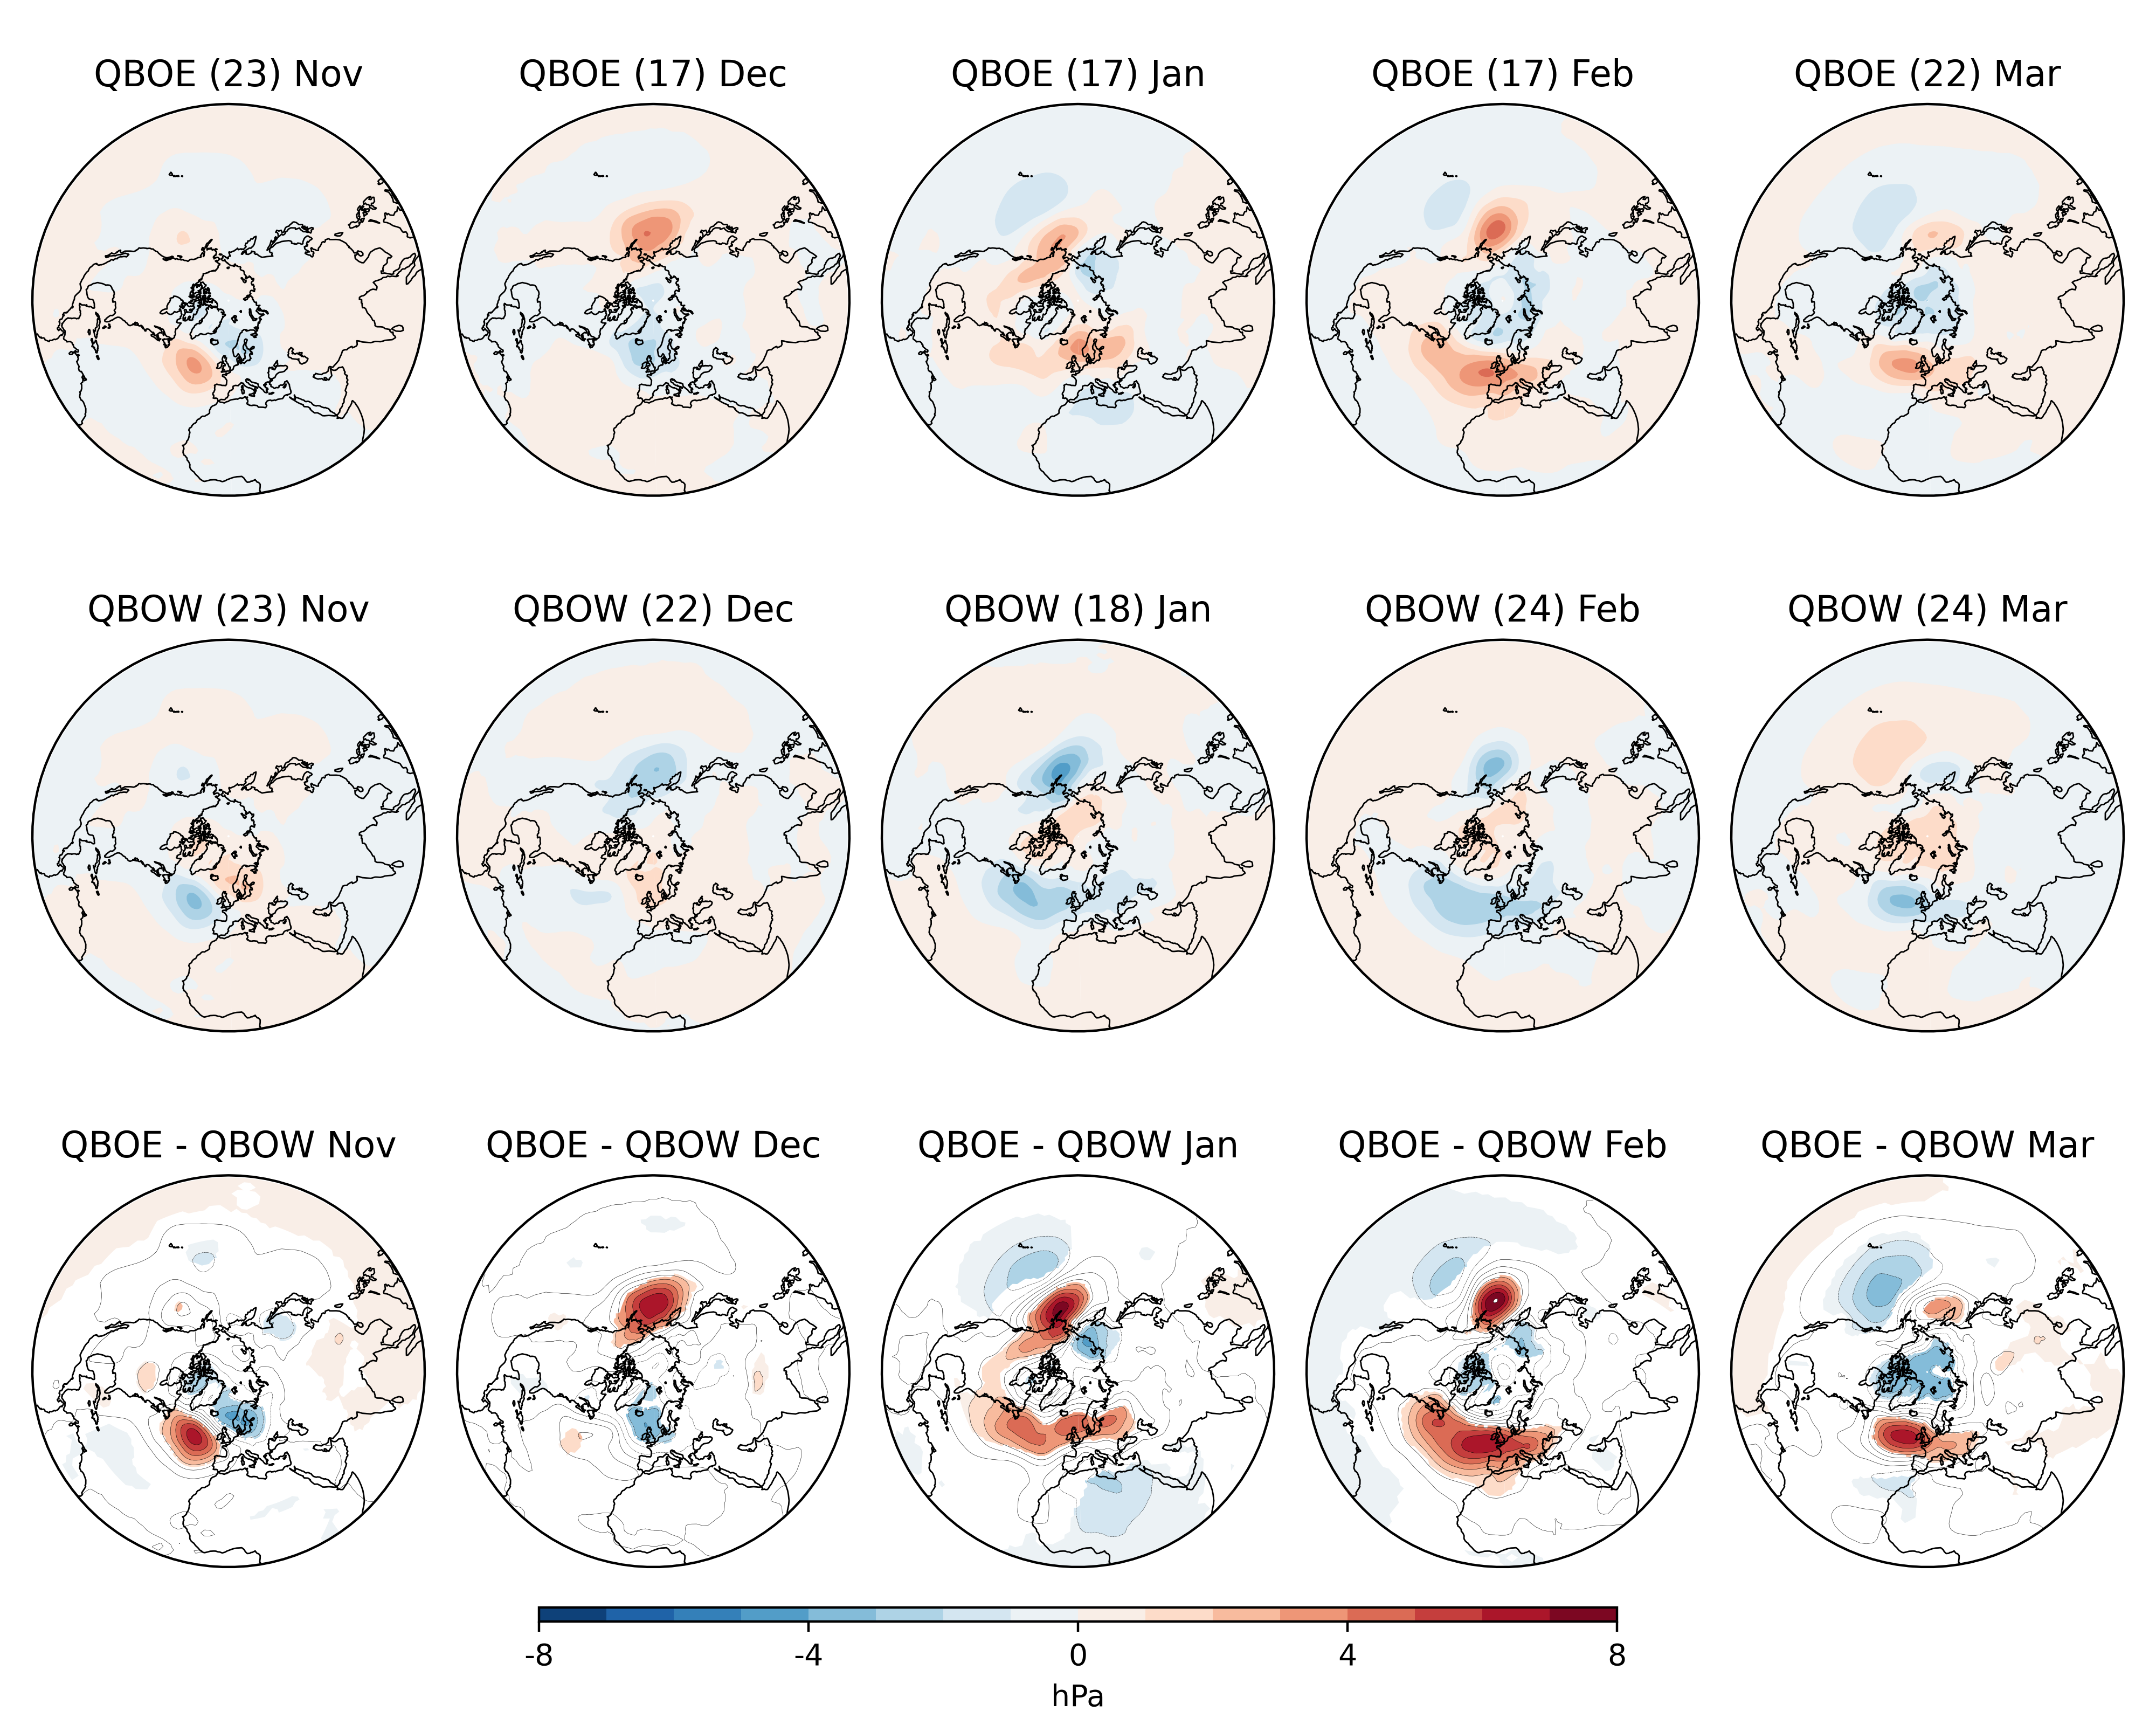 QBOE (23) Nov
QBOE (17) Dec
QBOE (17) Jan
QBOE (17) Feb
QBOE (22) Mar
QBOW (23) Nov
QBOW (22) Dec
QBOW (18) Jan
QBOW (24) Feb
QBOW (24) Mar
QBOE - QBOW Nov
QBOE - QBOW Dec
QBOE - QBOW Jan
QBOE - QBOW Feb
QBOE - QBOW Mar
-8 -4 0 4 8
hPa